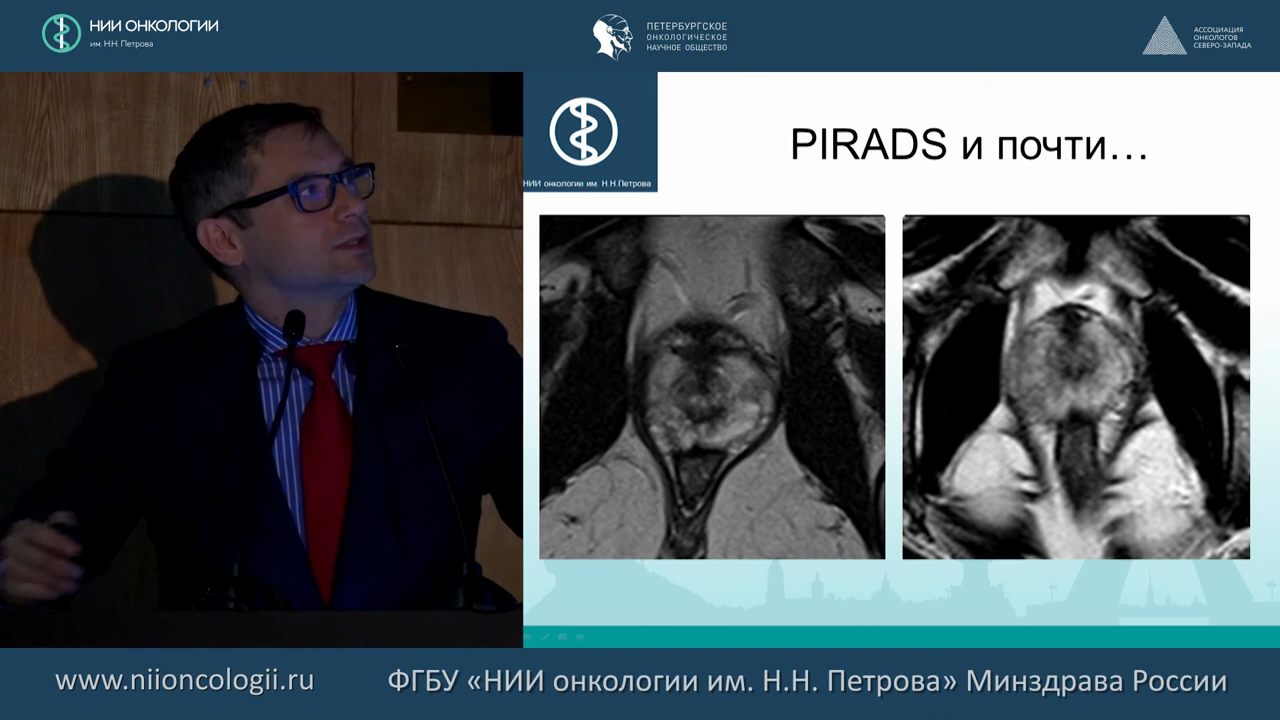 НИИ ОНКОЛОГИИ
им. Н.Н. Петрова
ПЕТЕРБУРГСКОЕ
ОНКОЛОГИЧЕСКОЕ
НАУЧНОЕ ОБЩЕСТВО
АССОЦИАЦИЯ
ОНКОЛОГОВ
СЕВЕРО-ЗАПАДА
НИИ онкологии им. Н.Н.Петрова
PIRADS и почти…
www.niioncologii.ru
ФГБУ «НИИ онкологии им. Н.Н. Петрова» Минздрава России